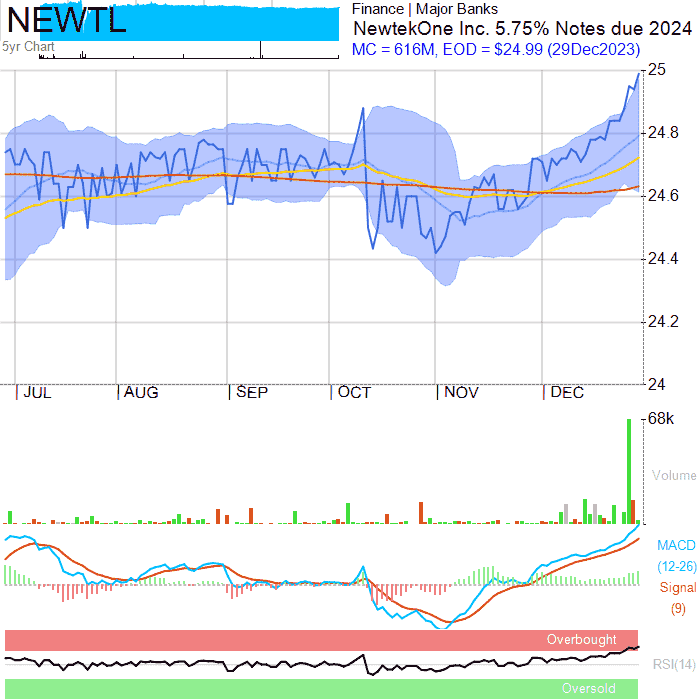 NEWTL
5yr Chart
Finance | Major Banks
NewtekOne Inc. 5.75% Notes due 2024
MC = 616M, EOD = $24.99 (29Dec2023)
25
24.8
24.6
24.4
24.2
24
JUL
AUG
SEP
OCT
NOV
DEC
68k
Volume
MACD
(12-26)
Signal
(9)
Overbought
RSI(14)
Oversold